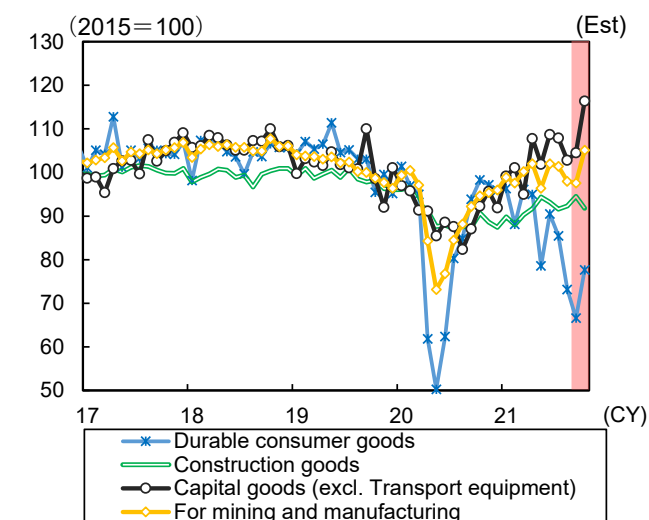 （2015＝100）
(Est)
130
120
110
100
90
80
70
60
50
17 18 19 20 21 (CY)
Durable consumer goods
Construction goods
Capital goods (excl. Transport equipment)
For mining and manufacturing